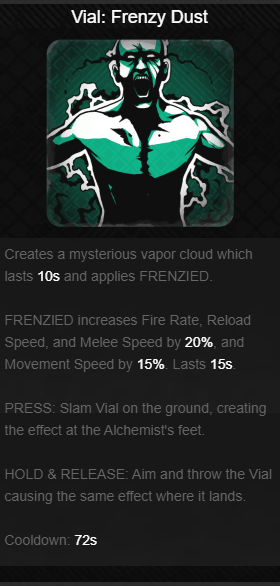 Vial: Frenzy Dust
Creates a mysterious vapor cloud which
lasts 10s and applies FRENZIED.
FRENZIED increases Fire Rate, Reload
Speed, and Melee Speed by 20%, and
Movement Speed by 15%. Lasts 15s.
PRESS: Slam Vial on the ground, creating
the effect at the Alchemist's feet.
HOLD & RELEASE: Aim and throw the Vial
causing the same effect where it lands.
Cooldown: 72s